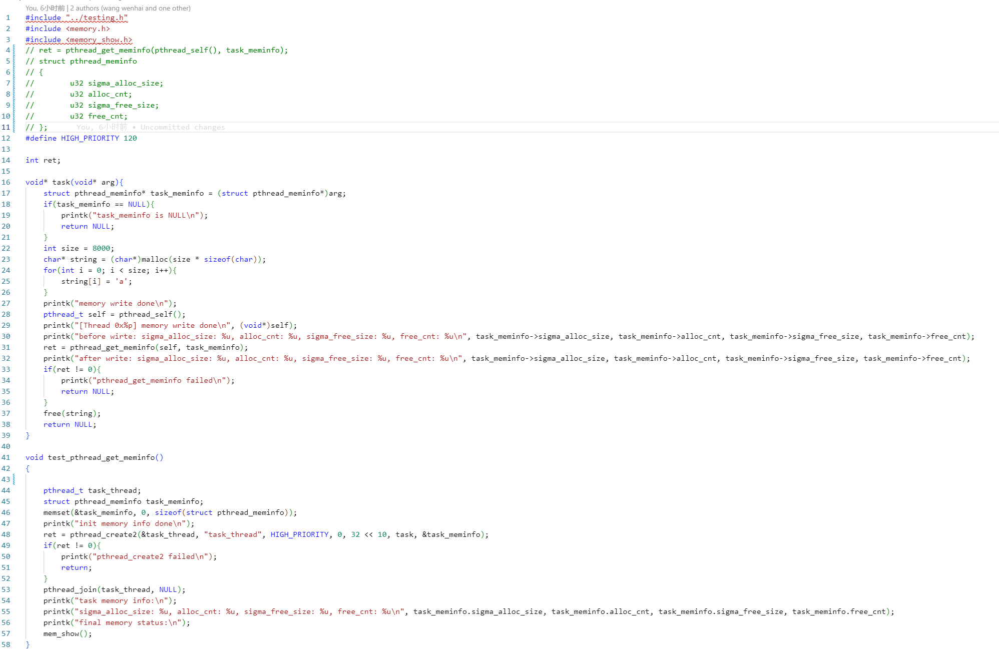 You, 6小时前 | 2 authors (wang wenhai and one other)
1 #include "../testing.h"
2 #include <memory.h>
3 #include <memory_show.h>
4 // ret = pthread_get_meminfo(pthread_self(), task_meminfo);
5 // struct pthread_meminfo
6 // {
7 //        u32 sigma_alloc_size;
8 //        u32 alloc_cnt;
9 //        u32 sigma_free_size;
10 //        u32 free_cnt;
11 // };      You, 6小时前 • Uncommitted changes
12 #define HIGH_PRIORITY 120
13
14 int ret;
15
16 void* task(void* arg){
17     struct pthread_meminfo* task_meminfo = (struct pthread_meminfo*)arg;
18     if(task_meminfo == NULL){
19         printk("task_meminfo is NULL\n");
20         return NULL;
21     }
22     int size = 8000;
23     char* string = (char*)malloc(size * sizeof(char));
24     for(int i = 0; i < size; i++){
25         string[i] = 'a';
26     }
27     printk("memory write done\n");
28     pthread_t self = pthread_self();
29     printk("[Thread 0x%p] memory write done\n", (void*)self);
30     printk("before wirte: sigma_alloc_size: %u, alloc_cnt: %u, sigma_free_size: %u, free_cnt: %u\n", task_meminfo->sigma_alloc_size, task_meminfo->alloc_cnt, task_meminfo->sigma_free_size, task_meminfo->free_cnt);
31     ret = pthread_get_meminfo(self, task_meminfo);
32     printk("after write: sigma_alloc_size: %u, alloc_cnt: %u, sigma_free_size: %u, free_cnt: %u\n", task_meminfo->sigma_alloc_size, task_meminfo->alloc_cnt, task_meminfo->sigma_free_size, task_meminfo->free_cnt);
33     if(ret != 0){
34         printk("pthread_get_meminfo failed\n");
35         return NULL;
36     }
37     free(string);
38     return NULL;
39 }
40
41 void test_pthread_get_meminfo()
42 {
43
44     pthread_t task_thread;
45     struct pthread_meminfo task_meminfo;
46     memset(&task_meminfo, 0, sizeof(struct pthread_meminfo));
47     printk("init memory info done\n");
48     ret = pthread_create2(&task_thread, "task_thread", HIGH_PRIORITY, 0, 32 << 10, task, &task_meminfo);
49     if(ret != 0){
50         printk("pthread_create2 failed\n");
51         return;
52     }
53     pthread_join(task_thread, NULL);
54     printk("task memory info:\n");
55     printk("sigma_alloc_size: %u, alloc_cnt: %u, sigma_free_size: %u, free_cnt: %u\n", task_meminfo.sigma_alloc_size, task_meminfo.alloc_cnt, task_meminfo.sigma_free_size, task_meminfo.free_cnt);
56     printk("final memory status:\n");
57     mem_show();
58 }